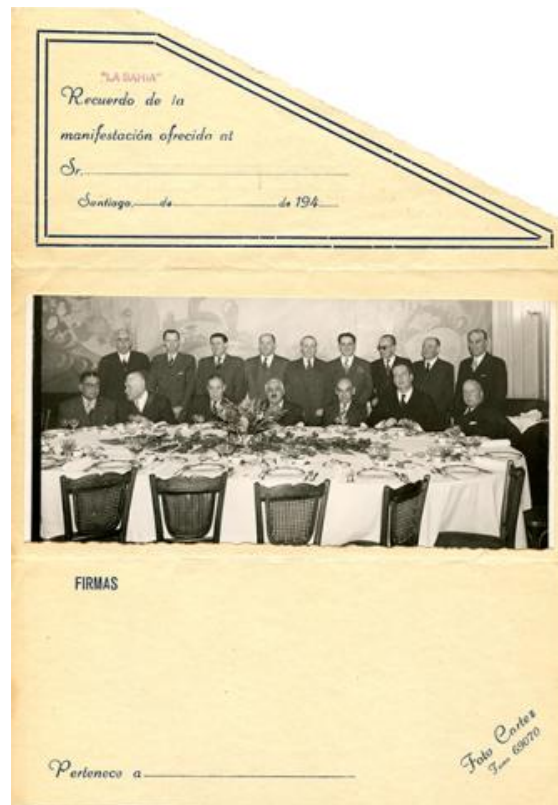 "LA BAHIA"
Recuerdo de la
manifestación ofrecida al
Sr.
Santiago, de de 194
FIRMAS
Foto Cortez
Fono 69070
Pertenece a